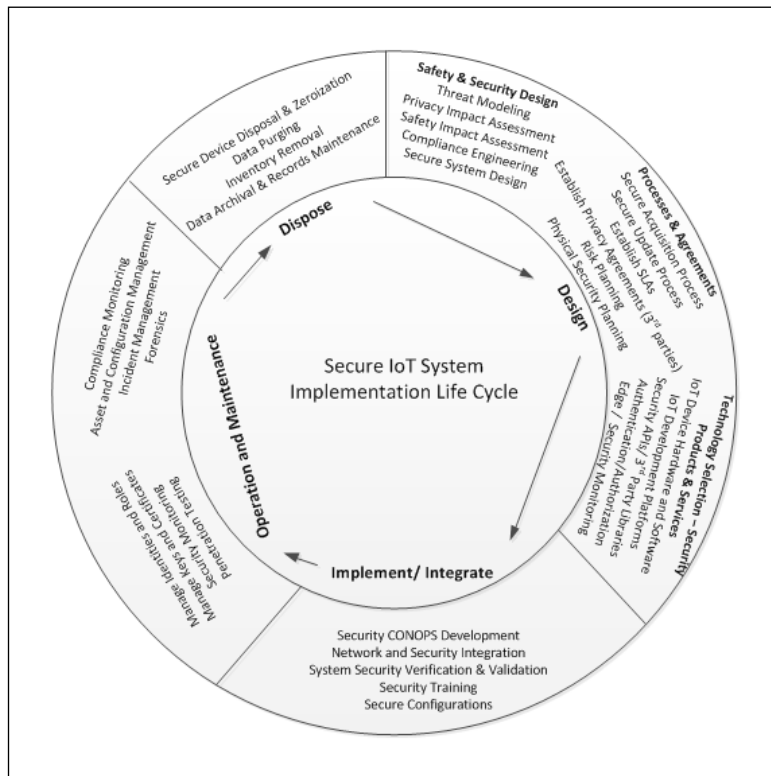 Safety & Security Design
Threat Modeling
Privacy Impact Assessment
Safety Impact Assessment
Compliance Engineering
Secure System Design
Processes & Agreements
Secure Acquisition Process
Secure Update Process
Establish SLAs
Establish Privacy Agreements (3rd parties)
Risk Planning
Physical Security Planning
Technology Selection – Security
Products & Services
IoT Device Hardware and Software
IoT Development Platforms
Security APIs/ 3rd Party Libraries
Authentication/Authorization
Edge / Security Monitoring
Security CONOPS Development
Network and Security Integration
System Security Verification & Validation
Security Training
Secure Configurations
Manage Identities and Roles
Manage Keys and Certificates
Security Monitoring
Penetration Testing
Compliance Monitoring
Asset and Configuration Management
Incident Management
Forensics
Secure Device Disposal & Zeroization
Data Purging
Inventory Removal
Data Archival & Records Maintenance
Dispose
Design
Implement/ Integrate
Operation and Maintenance
Secure IoT System
Implementation Life Cycle